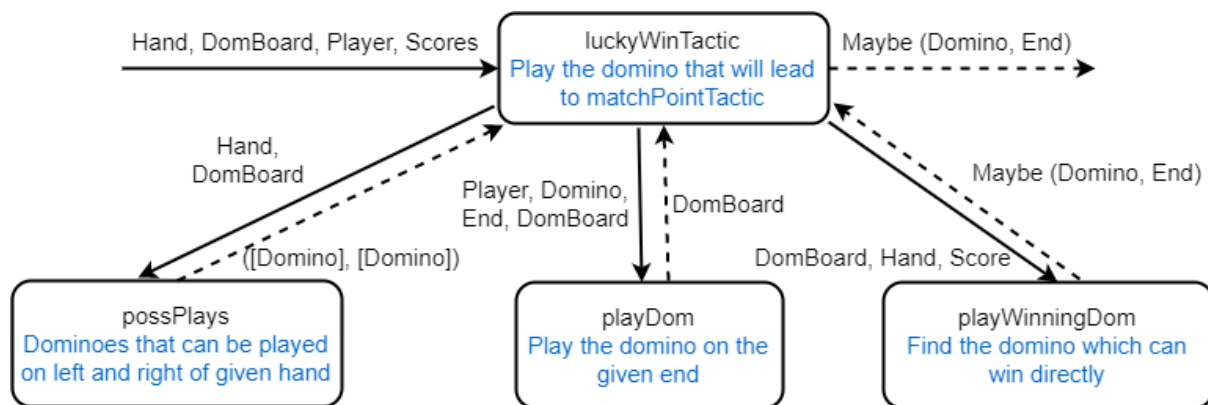 Hand, DomBoard, Player, Scores
luckyWinTactic
Play the domino that will lead
to matchPointTactic
Maybe (Domino, End)
Hand,
DomBoard
([Domino], [Domino])
Player, Domino,
End, DomBoard
DomBoard
Maybe (Domino, End)
DomBoard, Hand, Score
possPlays
Dominoes that can be played
on left and right of given hand
playDom
Play the domino on the
given end
playWinningDom
Find the domino which can
win directly